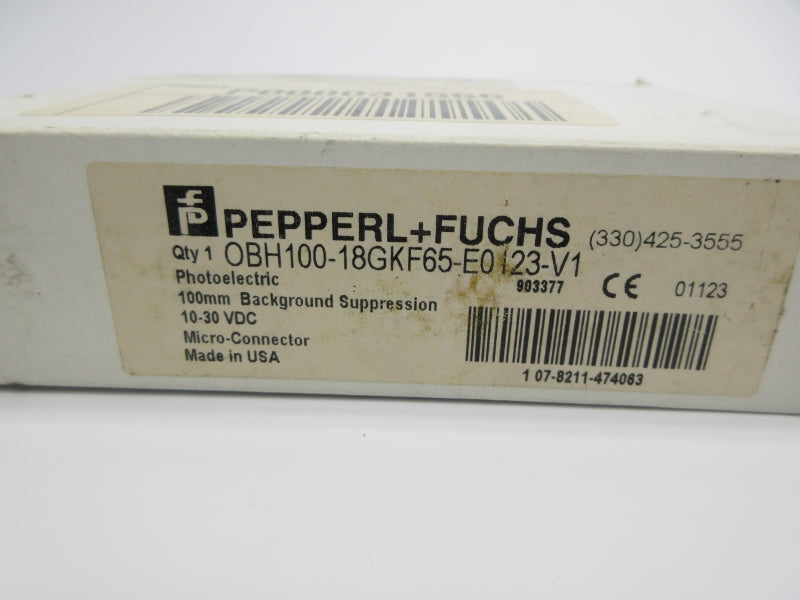 PEPPERL+FUCHS (330)425-3555
Qty 1 OBH100-18GKF65-E0123-V1
Photoelectric 903377 CE 01123
100mm Background Suppression
10-30 VDC
Micro-Connector
Made in USA
1 07-8211-474063